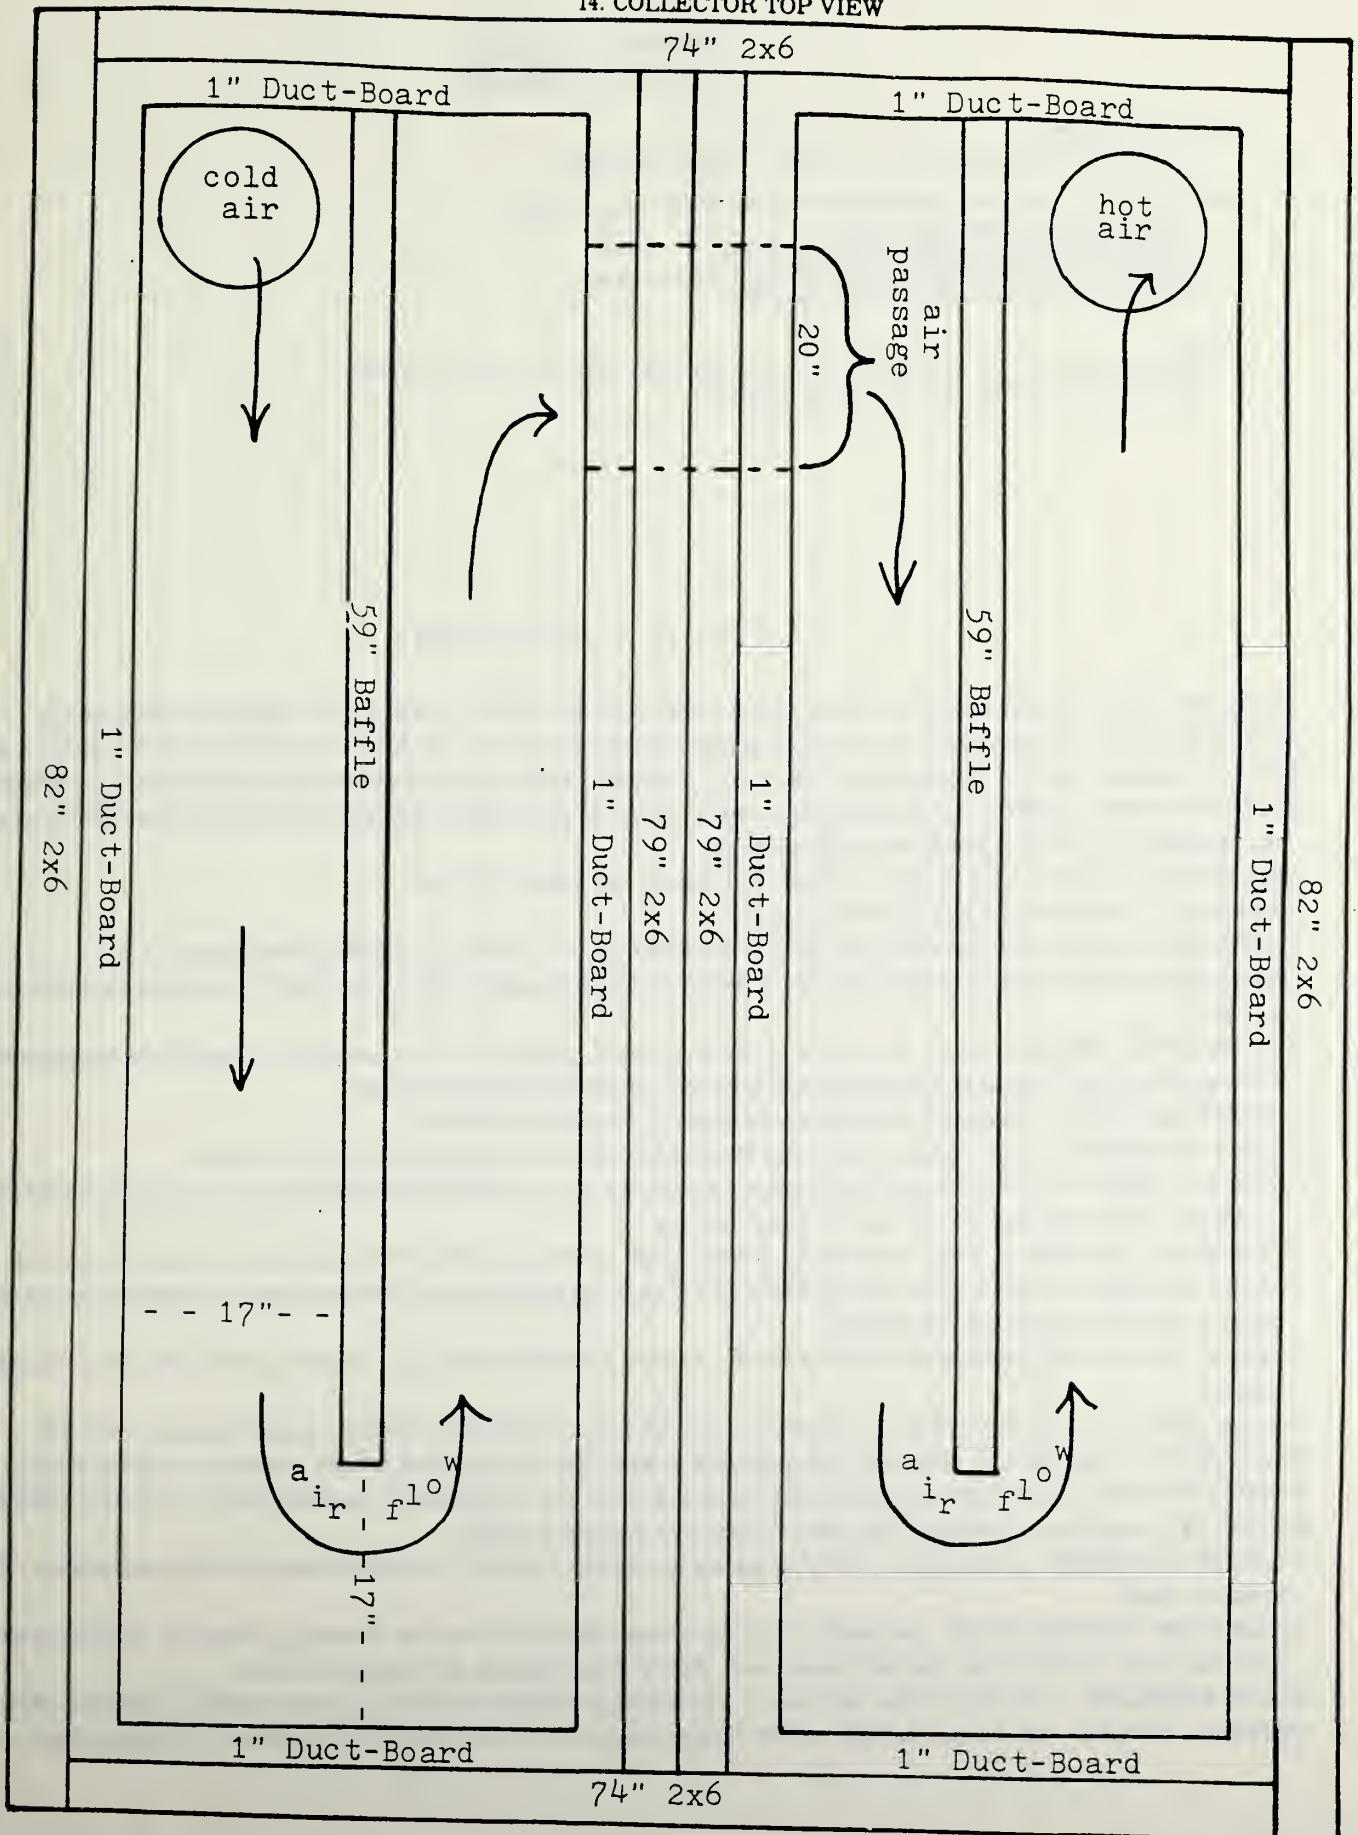 14. COLLECTOR TOP VIEW
74" 2x6
1" Duct-Board
1" Duct-Board
cold
air
hot
air
air
passage
20"
59" Baffle
59" Baffle
82" 2x6
1" Duct-Board
1" Duct-Board
79" 2x6
79" 2x6
1" Duct-Board
1" Duct-Board
82" 2x6
17"
air flow
air flow
17"
1" Duct-Board
1" Duct-Board
74" 2x6